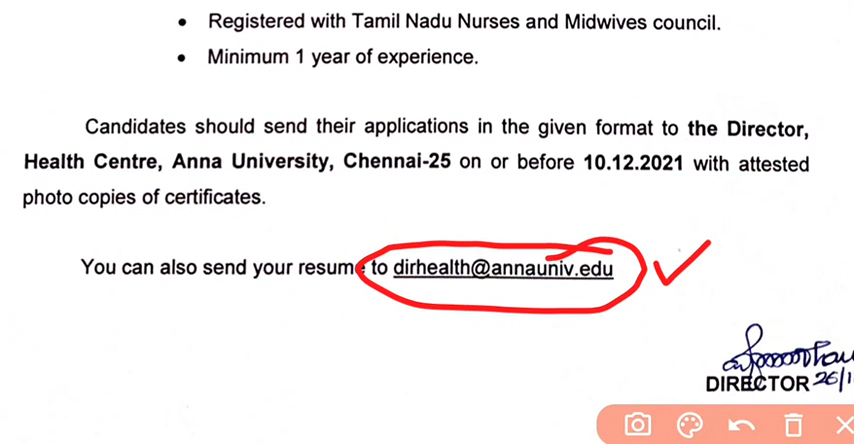 • Registered with Tamil Nadu Nurses and Midwives council.
• Minimum 1 year of experience.
Candidates should send their applications in the given format to the Director,
Health Centre, Anna University, Chennai-25 on or before 10.12.2021 with attested
photo copies of certificates.
You can also send your resume to dirhealth@annauniv.edu
DIRECTOR 26/1